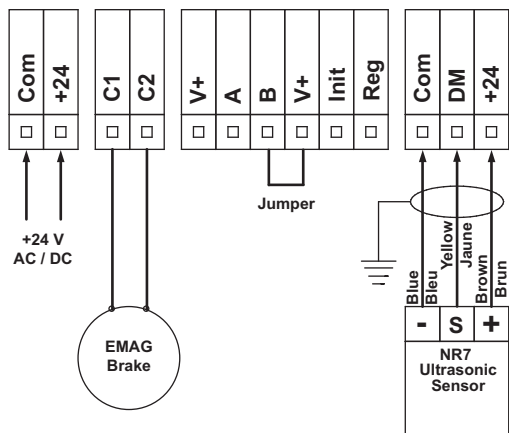 Com
+24
C1
C2
V+
A
B
V+
Init
Reg
Com
DM
+24
+24 V
AC / DC
Jumper
Blue
Bleu
Yellow
Jaune
Brown
Brun
EMAG
Brake
- S +
NR7
Ultrasonic
Sensor